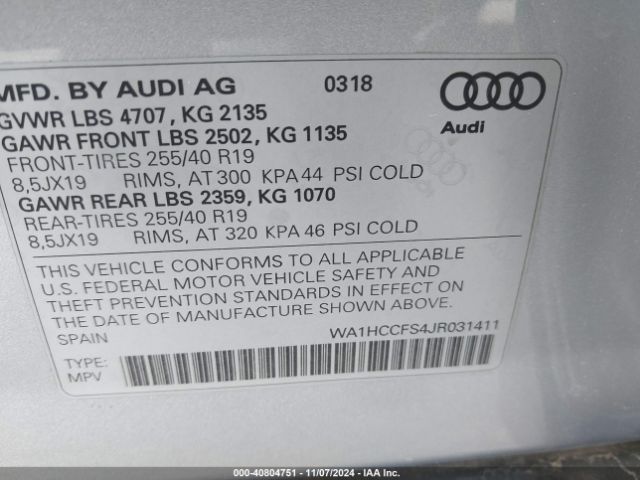 MFD. BY AUDI AG 0318
Audi
GVWR LBS 4707, KG 2135
GAWR FRONT LBS 2502, KG 1135
FRONT-TIRES 255/40 R19
8,5JX19 RIMS, AT 300 KPA 44 PSI COLD
GAWR REAR LBS 2359, KG 1070
REAR-TIRES 255/40 R19
8,5JX19 RIMS, AT 320 KPA 46 PSI COLD
THIS VEHICLE CONFORMS TO ALL APPLICABLE
U.S. FEDERAL MOTOR VEHICLE SAFETY AND
THEFT PREVENTION STANDARDS IN EFFECT ON
THE DATE OF MANUFACTURE SHOWN ABOVE.
SPAIN WA1HCCFS4JR031411
TYPE:
MPV
000-40804751 - 11/07/2024 - IAA Inc.